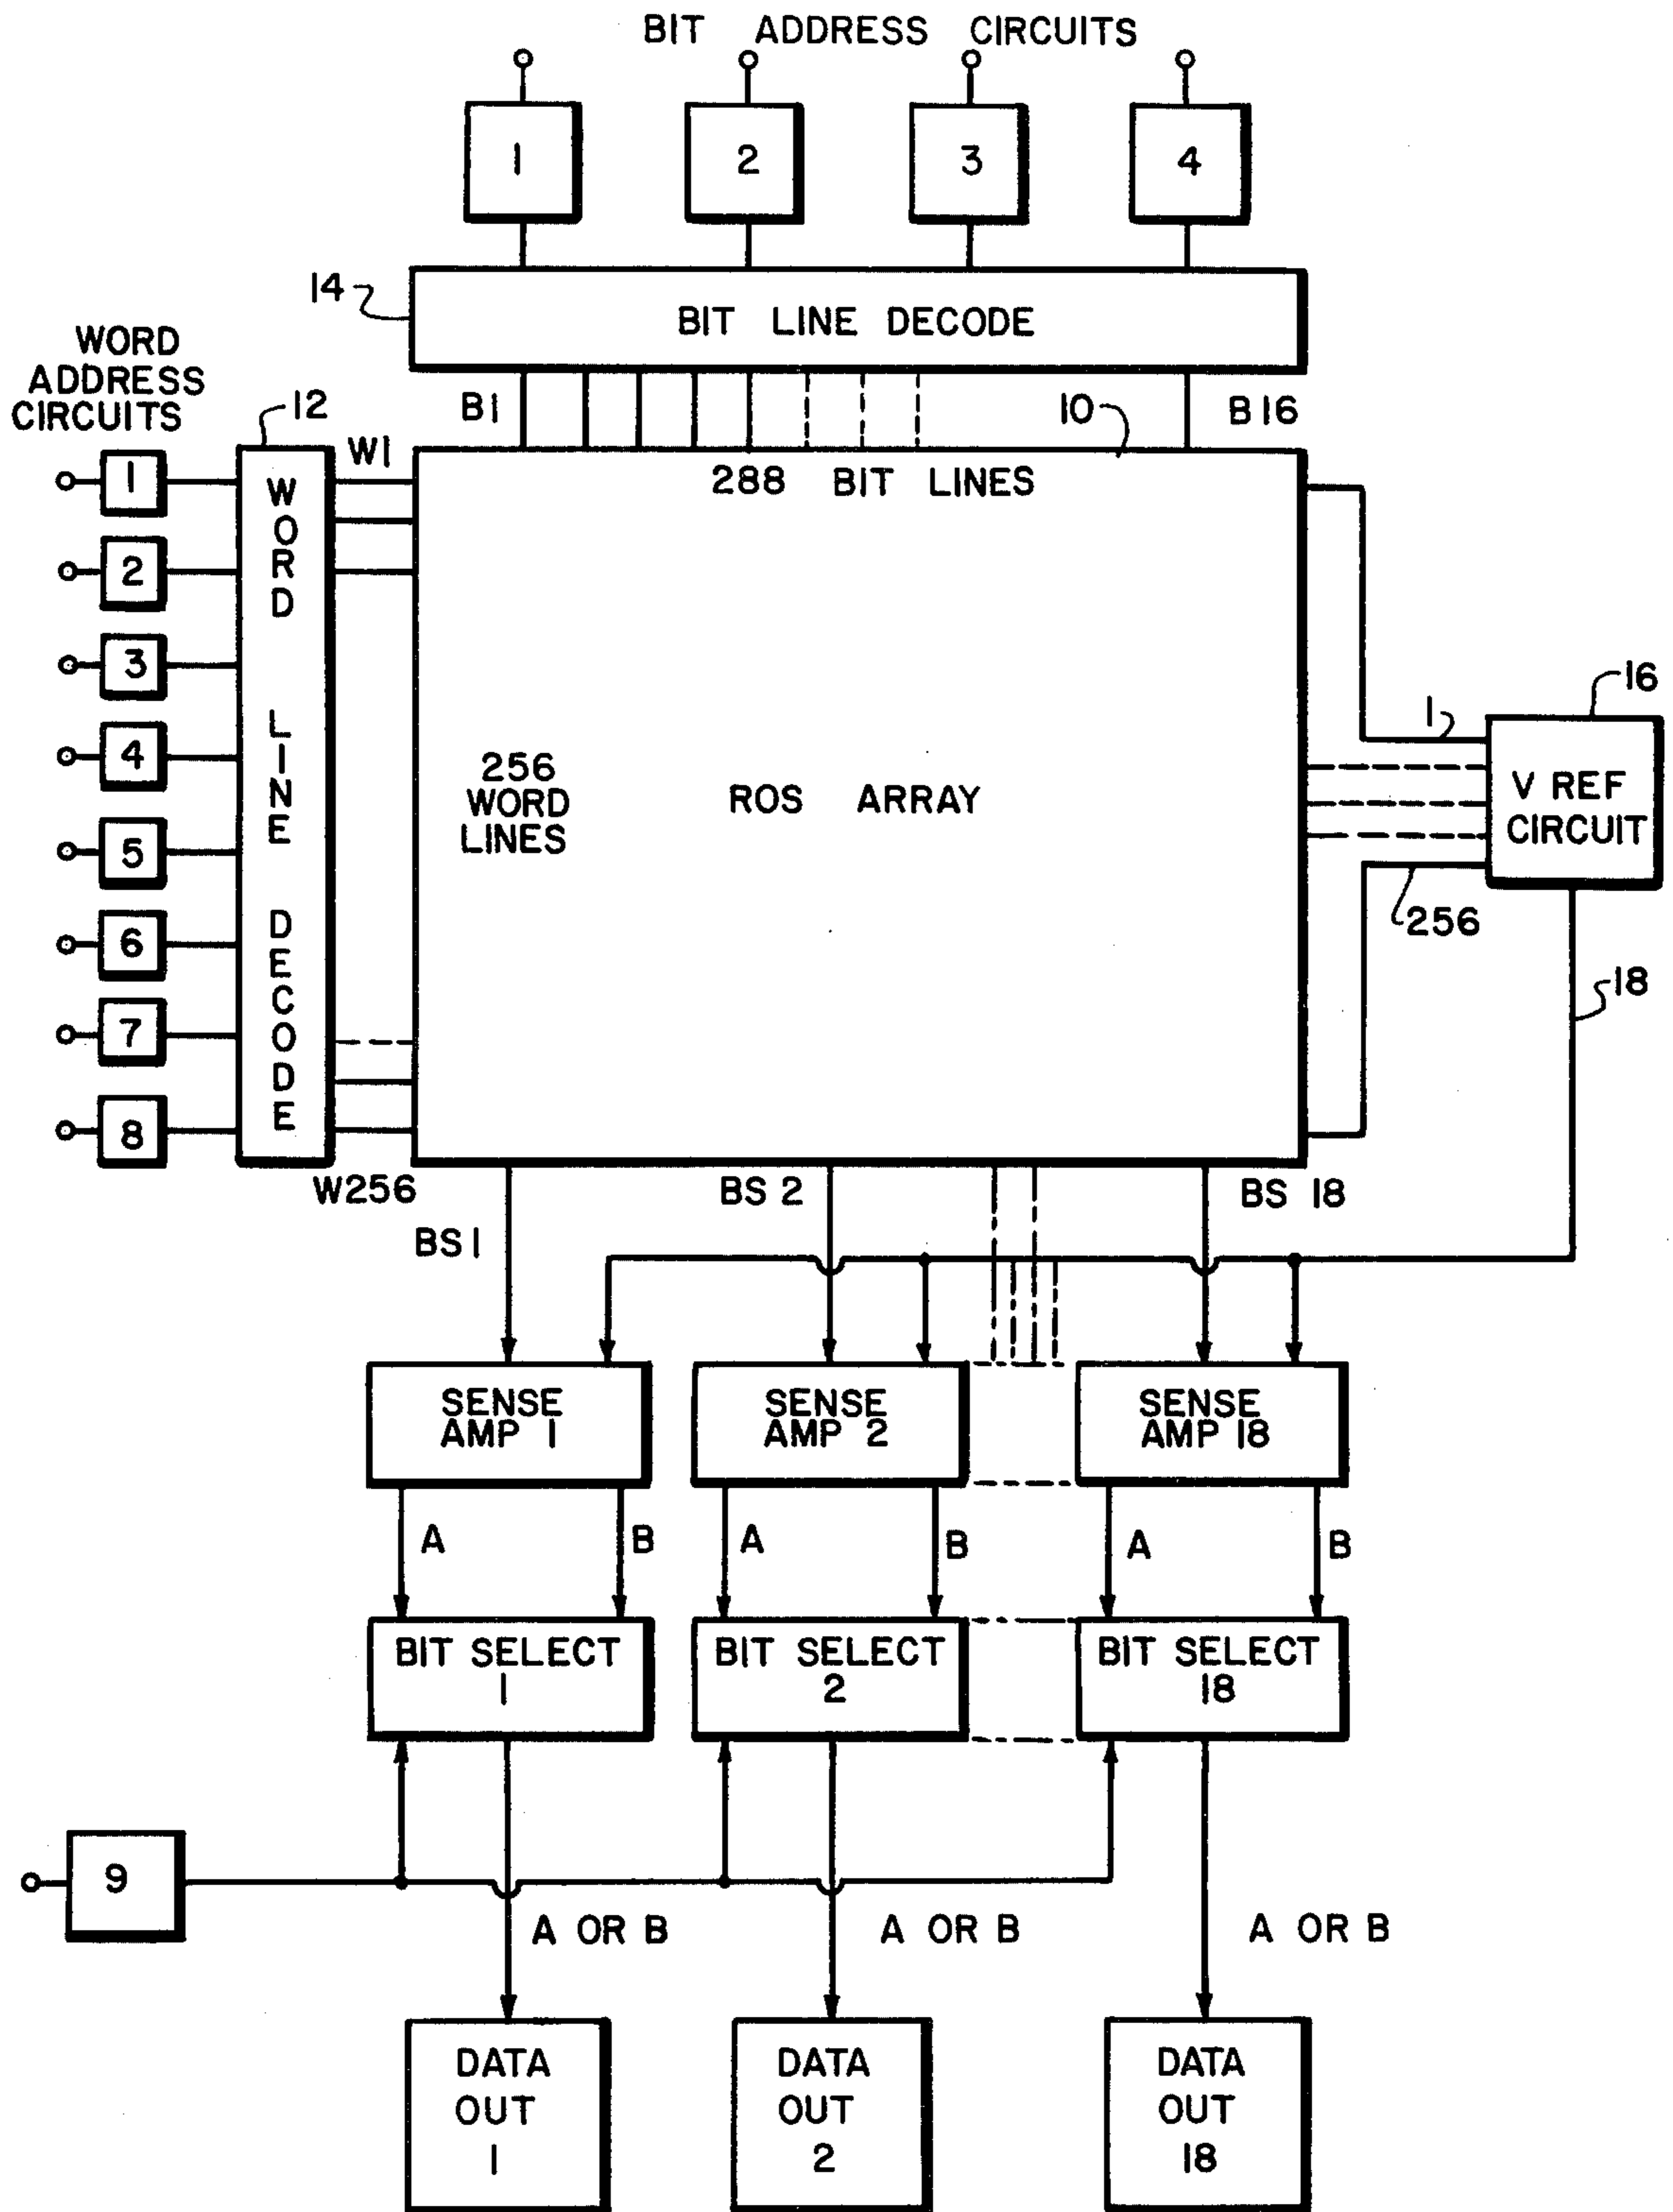 BIT ADDRESS CIRCUITS
1 2 3 4
14
BIT LINE DECODE
WORD
ADDRESS
CIRCUITS
12
W1
B1
10
B16
288 BIT LINES
1
2
3
4
5
6
7
8
WORD LINE DECODE
256
WORD
LINES
ROS ARRAY
1
16
V REF
CIRCUIT
256
18
W256
BS1
BS 2
BS 18
SENSE
AMP 1
SENSE
AMP 2
SENSE
AMP 18
A B
A B
A B
BIT SELECT
1
BIT SELECT
2
BIT SELECT
18
9
A OR B
A OR B
A OR B
DATA
OUT
1
DATA
OUT
2
DATA
OUT
18